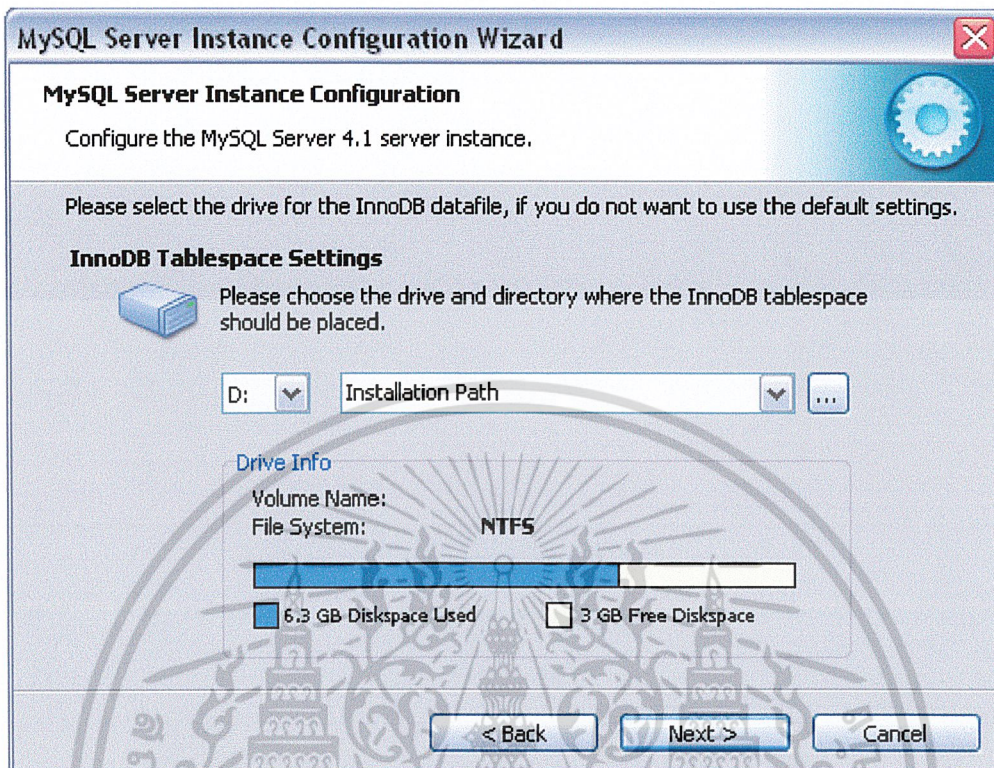 MySQL Server Instance Configuration Wizard
MySQL Server Instance Configuration
Configure the MySQL Server 4.1 server instance.
Please select the drive for the InnoDB datafile, if you do not want to use the default settings.
InnoDB Tablespace Settings
Please choose the drive and directory where the InnoDB tablespace
should be placed.
D: Installation Path ...
Drive Info
Volume Name:
File System: NTFS
6.3 GB Diskspace Used 3 GB Free Diskspace
< Back Next > Cancel